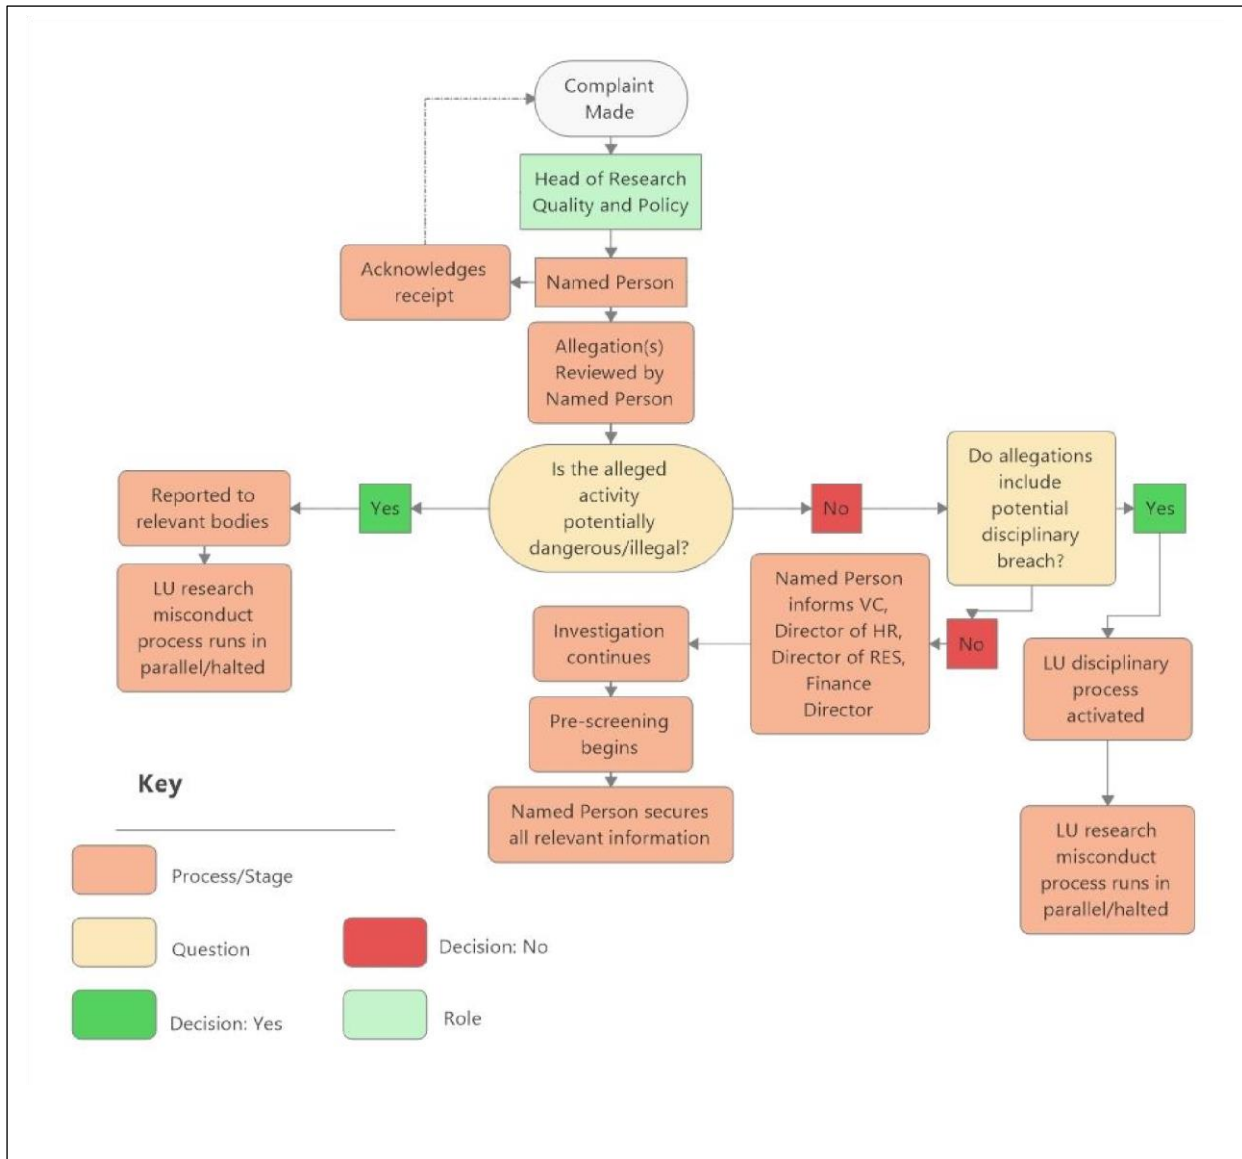 Complaint
Made
Head of Research
Quality and Policy
Acknowledges
receipt
Named Person
Allegation(s)
Reviewed by
Named Person
Is the alleged
activity
potentially
dangerous/illegal?
Yes
Reported to
relevant bodies
LU research
misconduct
process runs in
parallel/halted
No
Do allegations
include
potential
disciplinary
breach?
Yes
No
Named Person
informs VC,
Director of HR,
Director of RES,
Finance
Director
Investigation
continues
Pre-screening
begins
Named Person secures
all relevant information
LU disciplinary
process
activated
LU research
misconduct
process runs in
parallel/halted
Key
Process/Stage
Question
Decision: No
Decision: Yes
Role